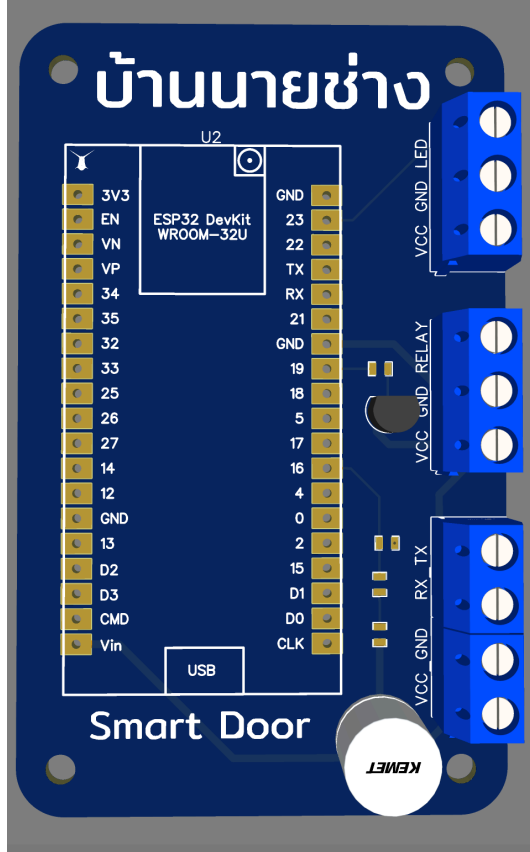 บ้านนายช่าง
U2
ESP32 DevKit
WROOM-32U
3V3
EN
VN
VP
34
35
32
33
25
26
27
14
12
GND
13
D2
D3
CMD
Vin
GND
23
22
TX
RX
21
GND
19
18
5
17
16
4
0
2
15
D1
D0
CLK
VCC GND LED
VCC GND RELAY
VCC GND RX TX
USB
Smart Door
KEMET